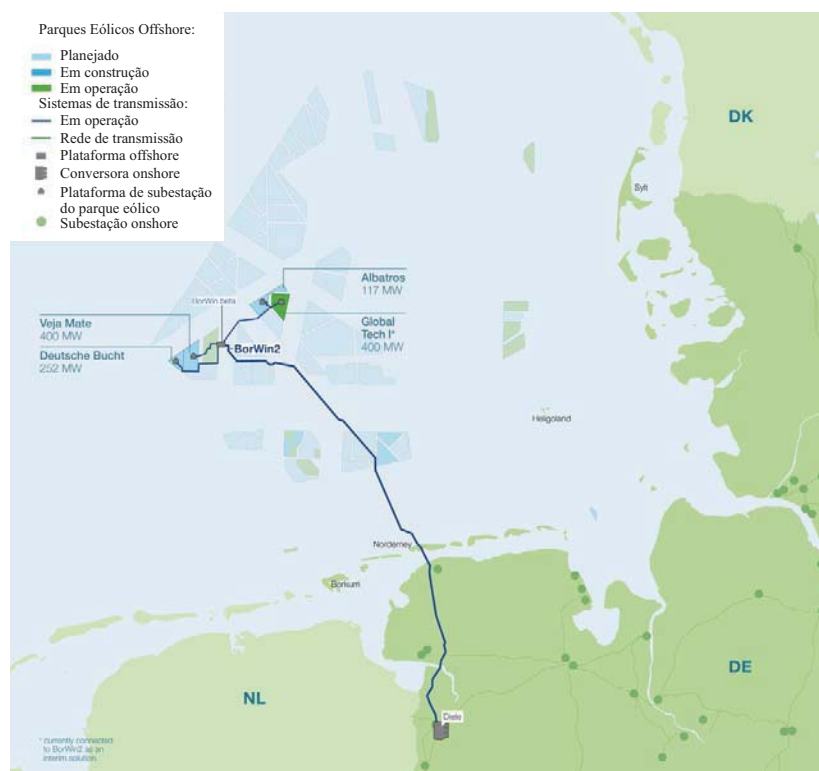 Parques Eólicos Offshore:
Planejado
Em construção
Em operação
Sistemas de transmissão:
Em operação
Rede de transmissão
Plataforma offshore
Conversora onshore
Plataforma de subestação
do parque eólico
Subestação onshore
DK
Sylt
Albatros
117 MW
BorWin beta
Veja Mate
400 MW
Global
Tech I*
400 MW
Deutsche Bucht
252 MW
BorWin2
Helgoland
Norderney
Borkum
NL
DE
Diele
* currently connected
to BorWin2 as an
interim solution.